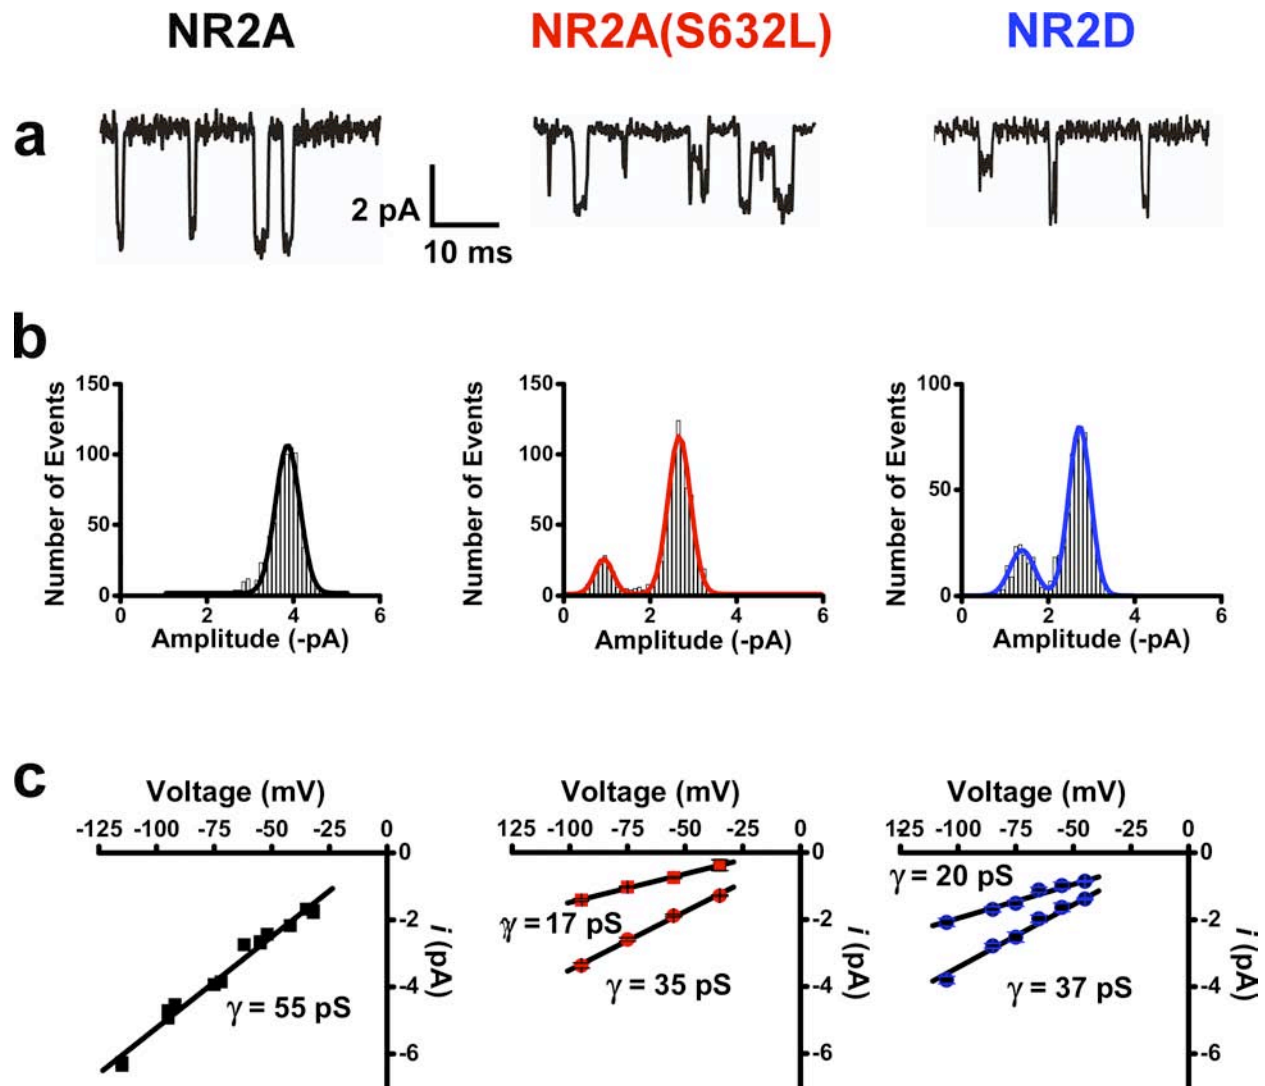 NR2A NR2A(S632L) NR2D
a
2 pA
10 ms
b
150 150 100
100 100
50 50 50
0 0 0
0 2 4 6 0 2 4 6 0 2 4 6
Number of Events Number of Events Number of Events
Amplitude (-pA) Amplitude (-pA) Amplitude (-pA)
c
Voltage (mV) Voltage (mV) Voltage (mV)
-125 -100 -75 -50 -25 0 125 -100 -75 -50 -25 0 125 -100 -75 -50 -25 0
0 0 0
γ = 20 pS
-2 -2 -2
γ = 17 pS
i (pA) i (pA) i (pA)
-4 -4 -4
γ = 55 pS γ = 35 pS γ = 37 pS
-6 -6 -6